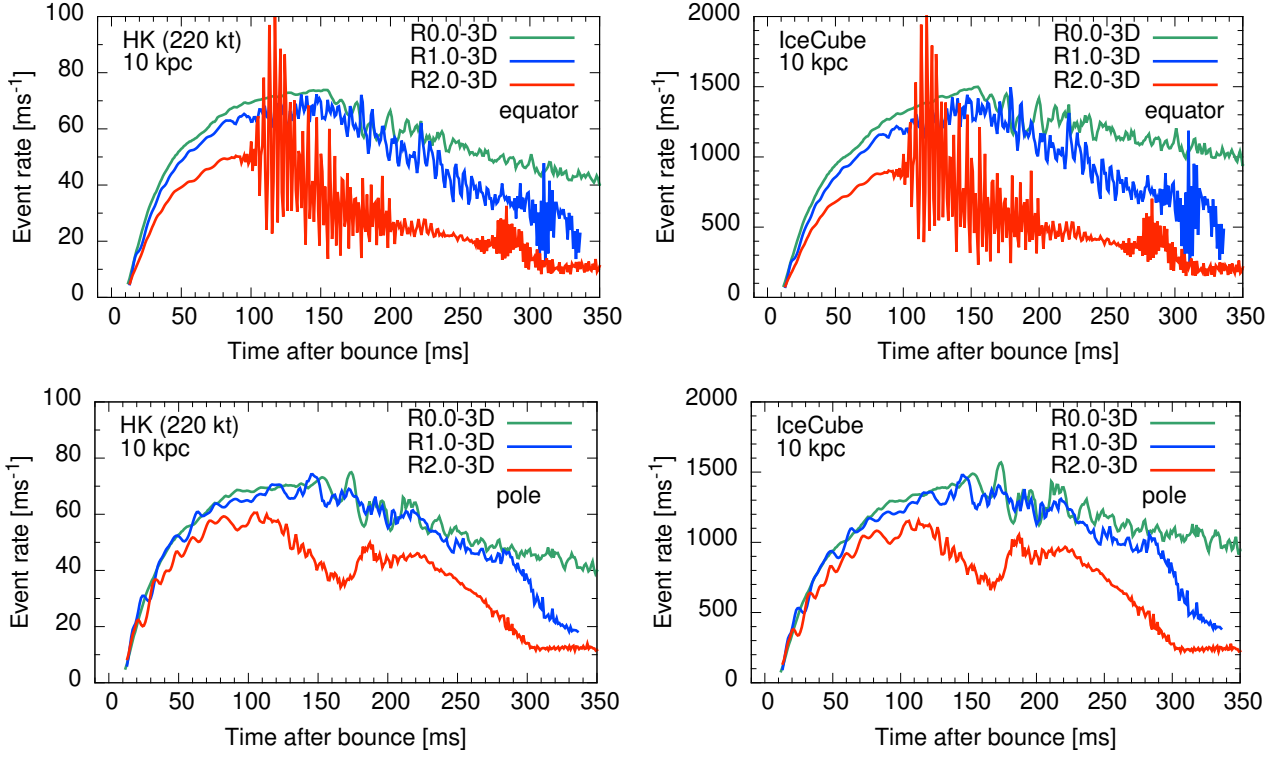 HK (220 kt)
10 kpc
R0.0-3D
R1.0-3D
R2.0-3D
equator
Event rate [ms⁻¹]
0
20
40
60
80
100
0 50 100 150 200 250 300 350
Time after bounce [ms]
IceCube
10 kpc
R0.0-3D
R1.0-3D
R2.0-3D
equator
Event rate [ms⁻¹]
0
500
1000
1500
2000
0 50 100 150 200 250 300 350
Time after bounce [ms]
HK (220 kt)
10 kpc
R0.0-3D
R1.0-3D
R2.0-3D
pole
Event rate [ms⁻¹]
0
20
40
60
80
100
0 50 100 150 200 250 300 350
Time after bounce [ms]
IceCube
10 kpc
R0.0-3D
R1.0-3D
R2.0-3D
pole
Event rate [ms⁻¹]
0
500
1000
1500
2000
0 50 100 150 200 250 300 350
Time after bounce [ms]